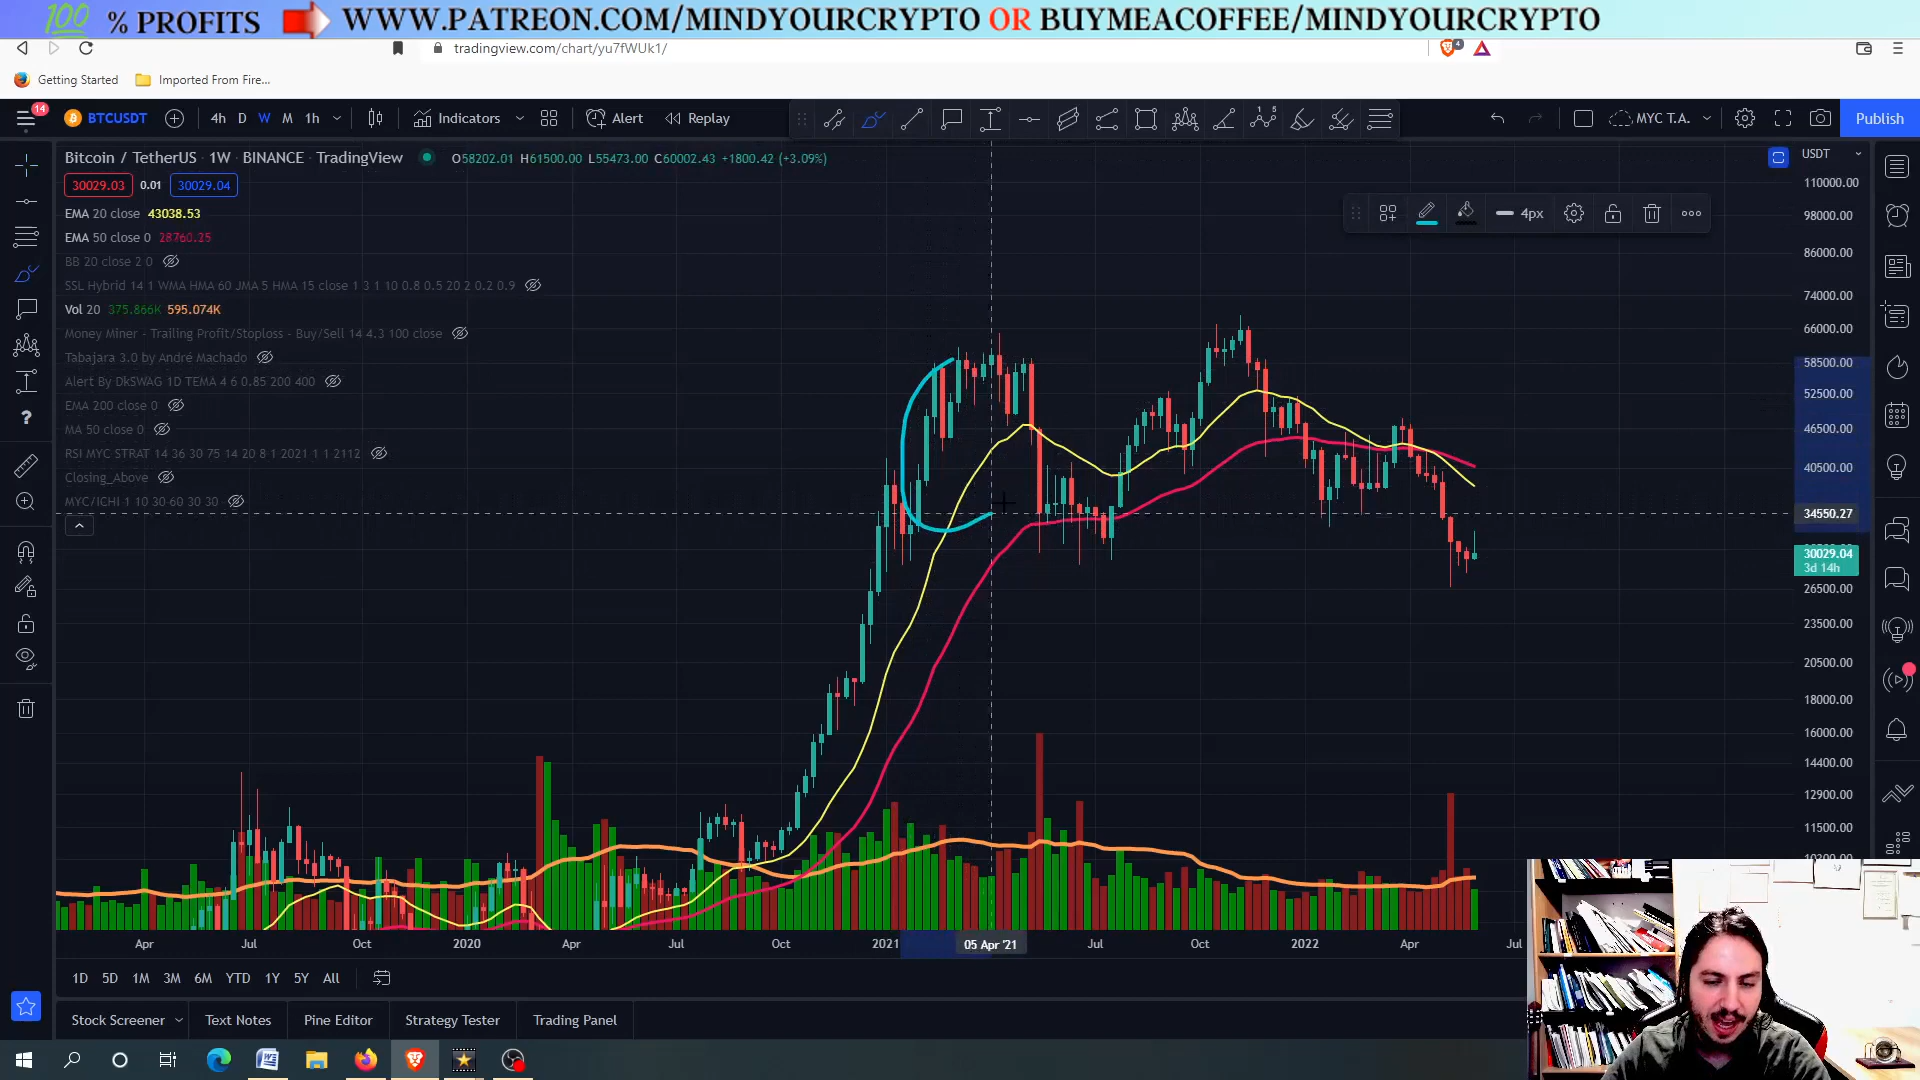 💯 % PROFITS ➡ WWW.PATREON.COM/MINDYOURCRYPTO OR BUYMEACOFFEE/MINDYOURCRYPTO
tradingview.com/chart/yu7fWUk1/
4
Getting Started
Imported From Fire...
14
BTCUSDT
4h D W M 1h
Indicators
Alert
Replay
MYC T.A.
Publish
Bitcoin / TetherUS · 1W · BINANCE · TradingView
O58202.01 H61500.00 L55473.00 C60002.43 +1800.42 (+3.09%)
USDT
30029.03 0.01 30029.04
EMA 20 close 43038.53
EMA 50 close 0 28760.25
BB 20 close 2 0
SSL Hybrid 14 1 WMA HMA 60 JMA 5 HMA 15 close 1 3 1 10 0.8 0.5 20 2 0.2 0.9
Vol 20 375.866K 595.074K
Money Miner - Trailing Profit/Stoploss - Buy/Sell 14 4.3 100 close
Tabajara 3.0 by André Machado
Alert By DkSWAG 1D TEMA 4 6 0.85 200 400
EMA 200 close 0
MA 50 close 0
RSI MYC STRAT 14 36 30 75 14 20 8 1 2021 1 1 2112
Closing_Above
MYC/ICHI 1 10 30 60 30 30
4px
110000.00
98000.00
86000.00
74000.00
66000.00
58500.00
52500.00
46500.00
40500.00
34550.27
30029.04
3d 14h
26500.00
23500.00
20500.00
18000.00
16000.00
14400.00
12900.00
11500.00
Apr Jul Oct 2020 Apr Jul Oct 2021 05 Apr '21 Jul Oct 2022 Apr Jul
1D 5D 1M 3M 6M YTD 1Y 5Y All
Stock Screener
Text Notes
Pine Editor
Strategy Tester
Trading Panel